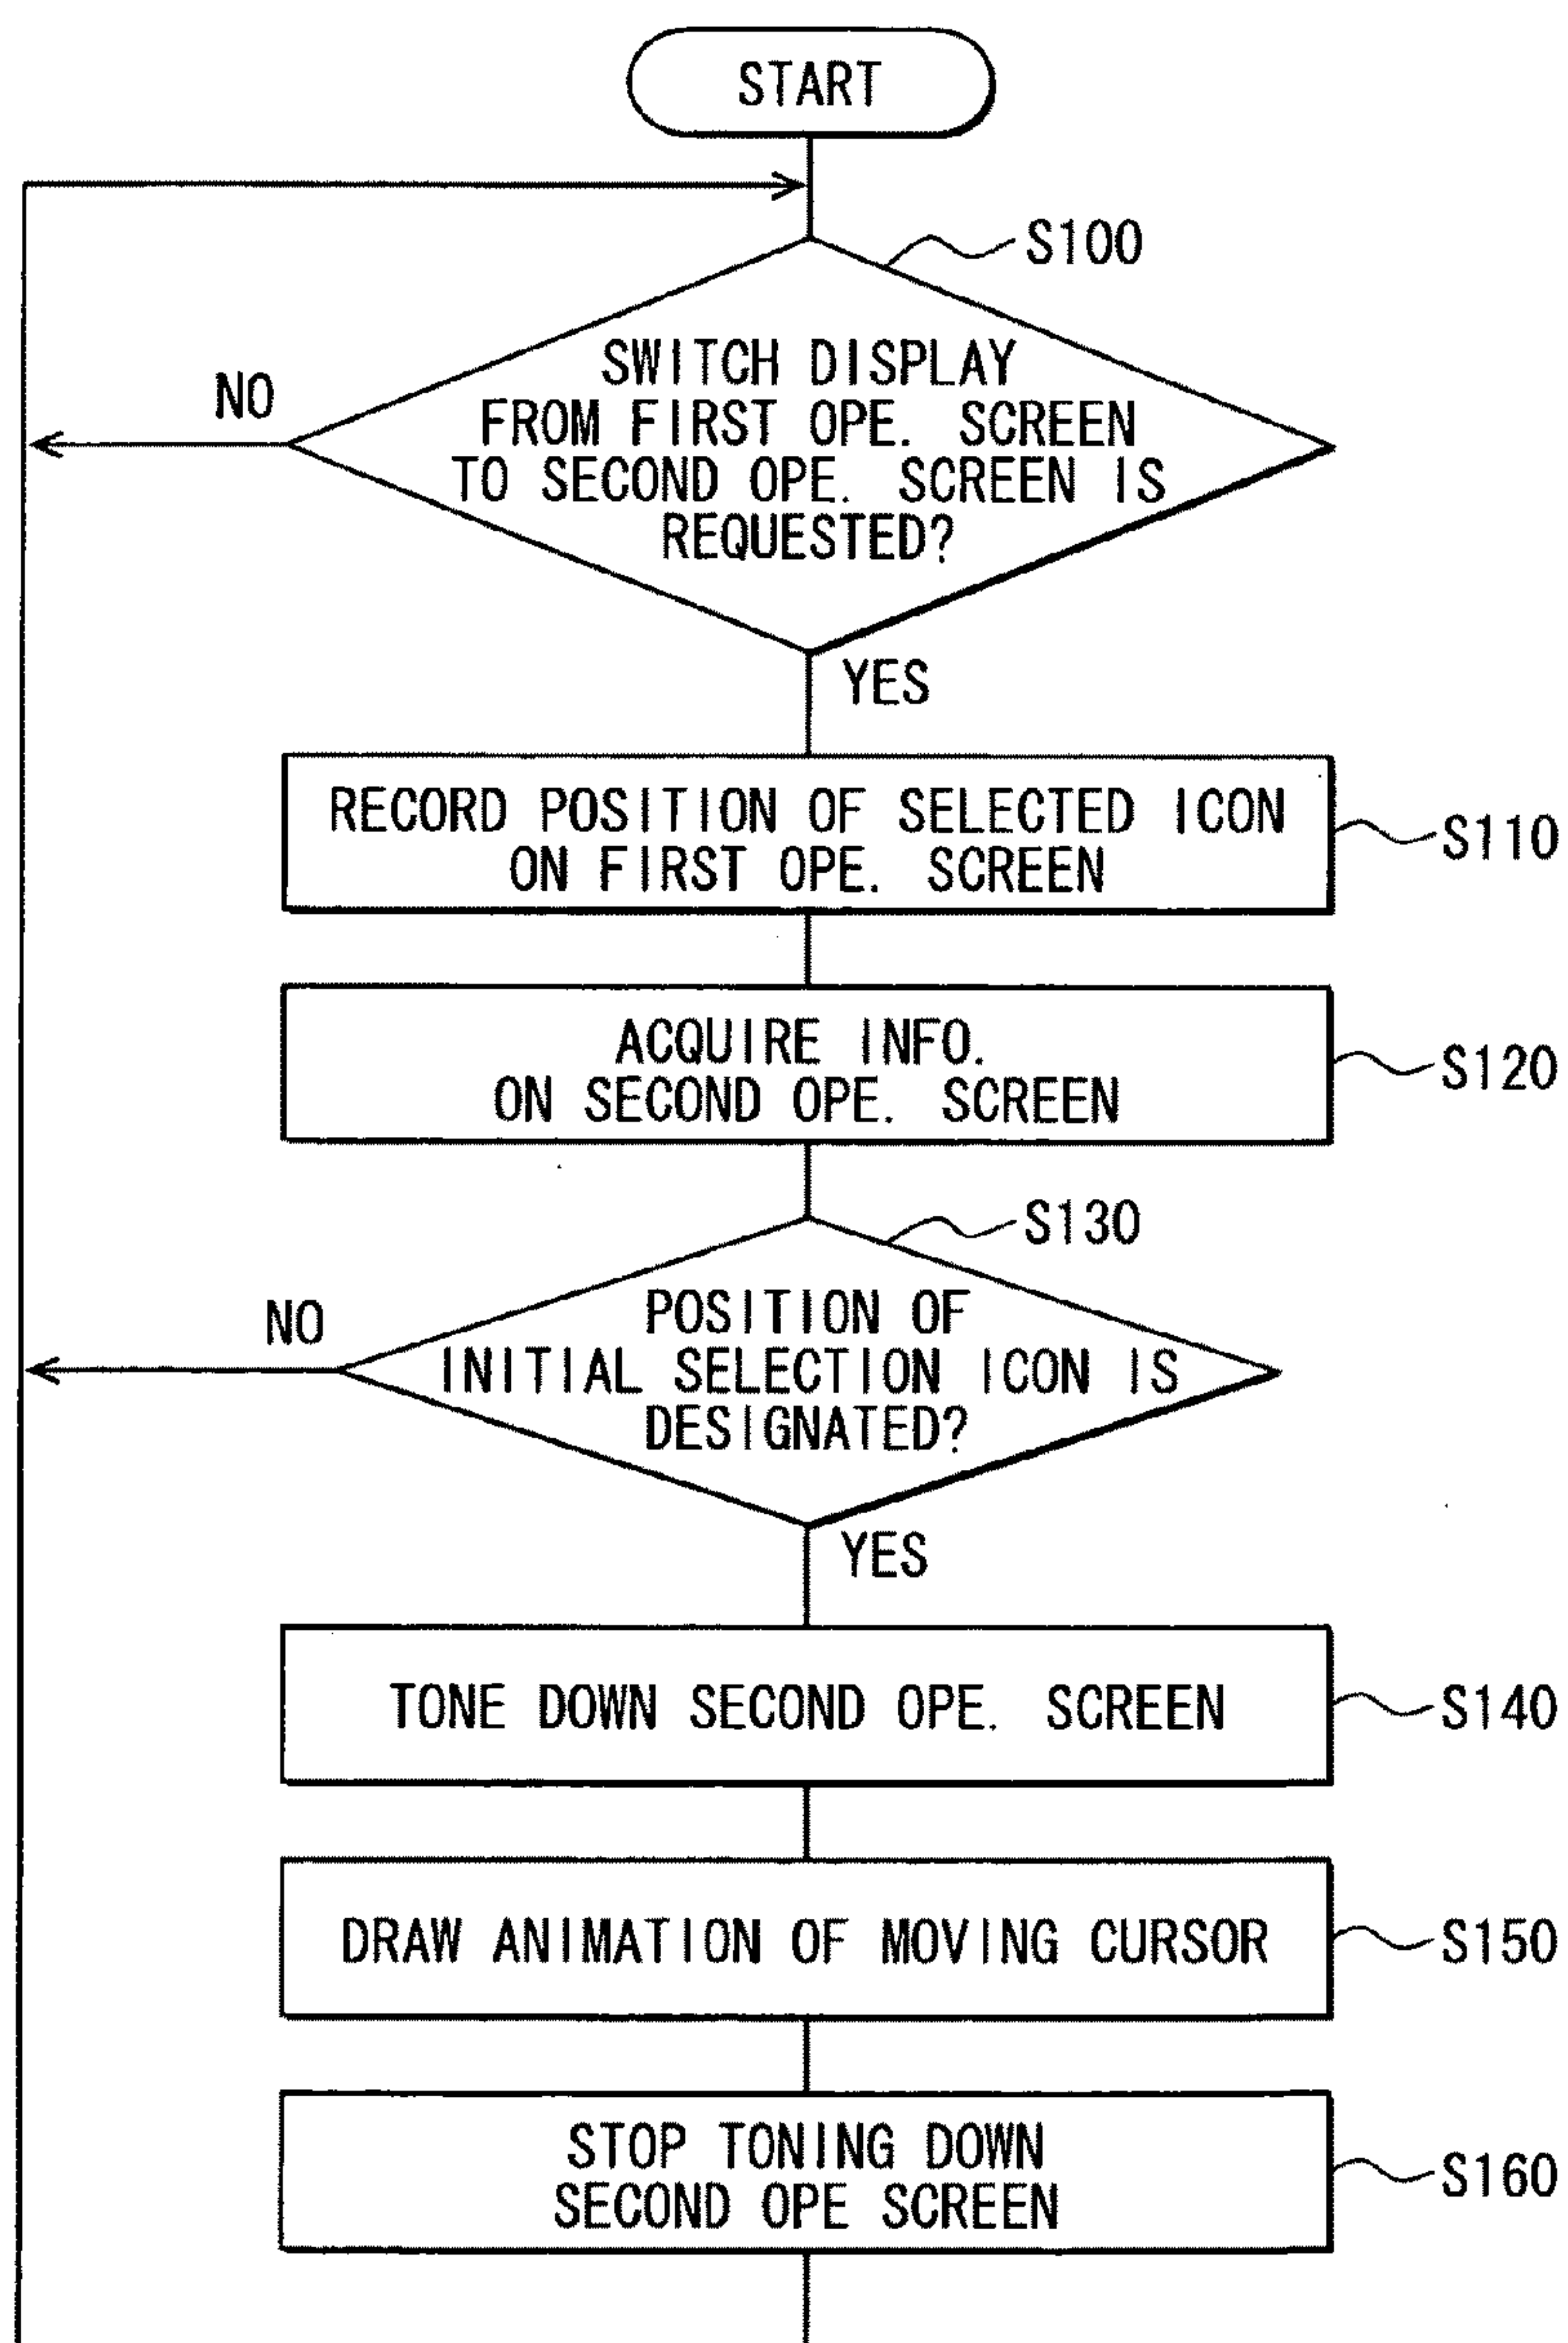 START
S100
NO
SWITCH DISPLAY
FROM FIRST OPE. SCREEN
TO SECOND OPE. SCREEN IS
REQUESTED?
YES
RECORD POSITION OF SELECTED ICON
ON FIRST OPE. SCREEN
S110
ACQUIRE INFO.
ON SECOND OPE. SCREEN
S120
S130
NO
POSITION OF
INITIAL SELECTION ICON IS
DESIGNATED?
YES
TONE DOWN SECOND OPE. SCREEN
S140
DRAW ANIMATION OF MOVING CURSOR
S150
STOP TONING DOWN
SECOND OPE SCREEN
S160